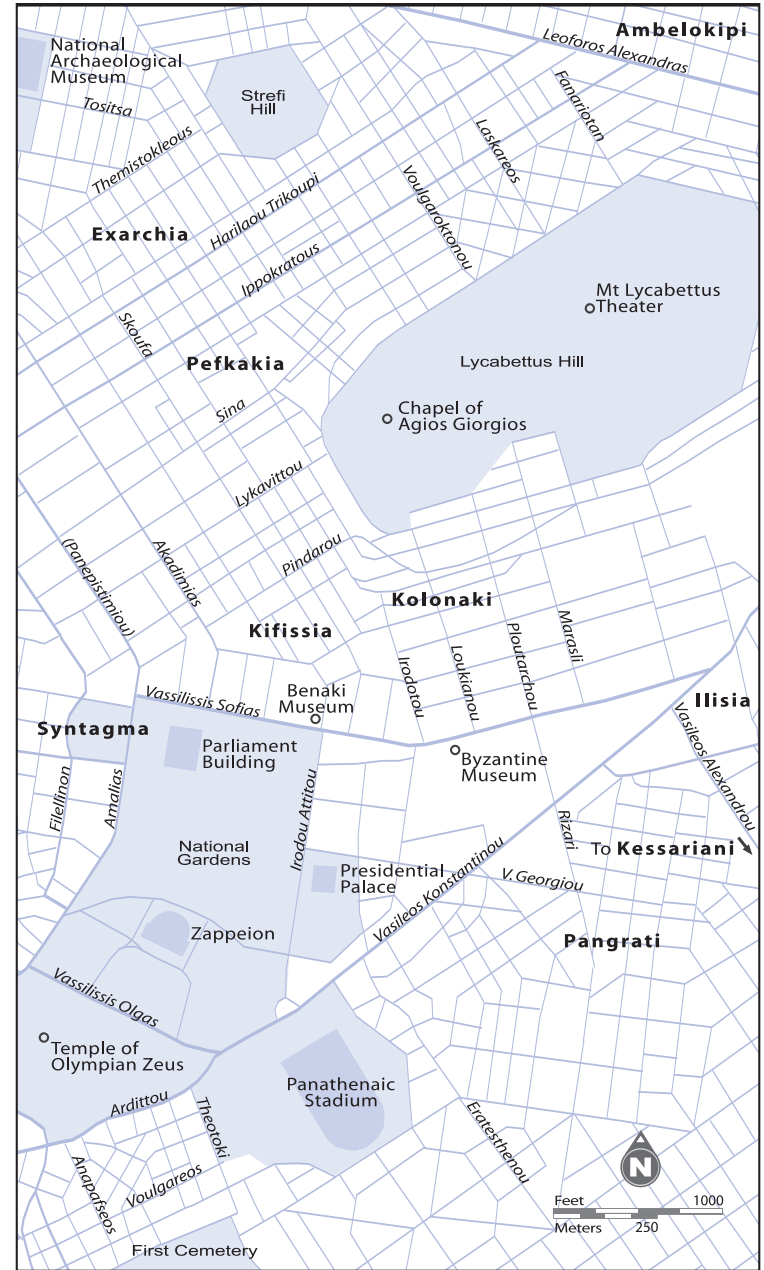 Ambelokipi
Leoforos Alexandras
National
Archaeological
Museum
Tositsa
Strefi
Hill
Fanariotan
Laskareos
Themistokleous
Voulgaroktonou
Harilaou Trikoupi
Exarchia
Ippokratous
Mt Lycabettus
Theater
Skoufa
Pefkakia
Lycabettus Hill
Sina
Chapel of
Agios Giorgios
Lykavittou
(Panepistimiou)
Akadimias
Pindarou
Kolonaki
Kifissia
Irodotou
Loukianou
Ploutarchou
Marasli
Vassilissis Sofias
Benaki
Museum
Ilisia
Syntagma
Parliament
Building
Byzantine
Museum
Vasileos Alexandrou
Filellinon
Amalias
Irodou Attitou
National
Gardens
Rizari
To Kessariani
Presidential
Palace
Vasileos Konstantinou
V. Georgiou
Zappeion
Pangrati
Vassilissis Olgas
Temple of
Olympian Zeus
Panathenaic
Stadium
Ardittou
Theotoki
Eratesthenou
Anapafseos
Voulgareos
N
Feet 1000
Meters 250
First Cemetery